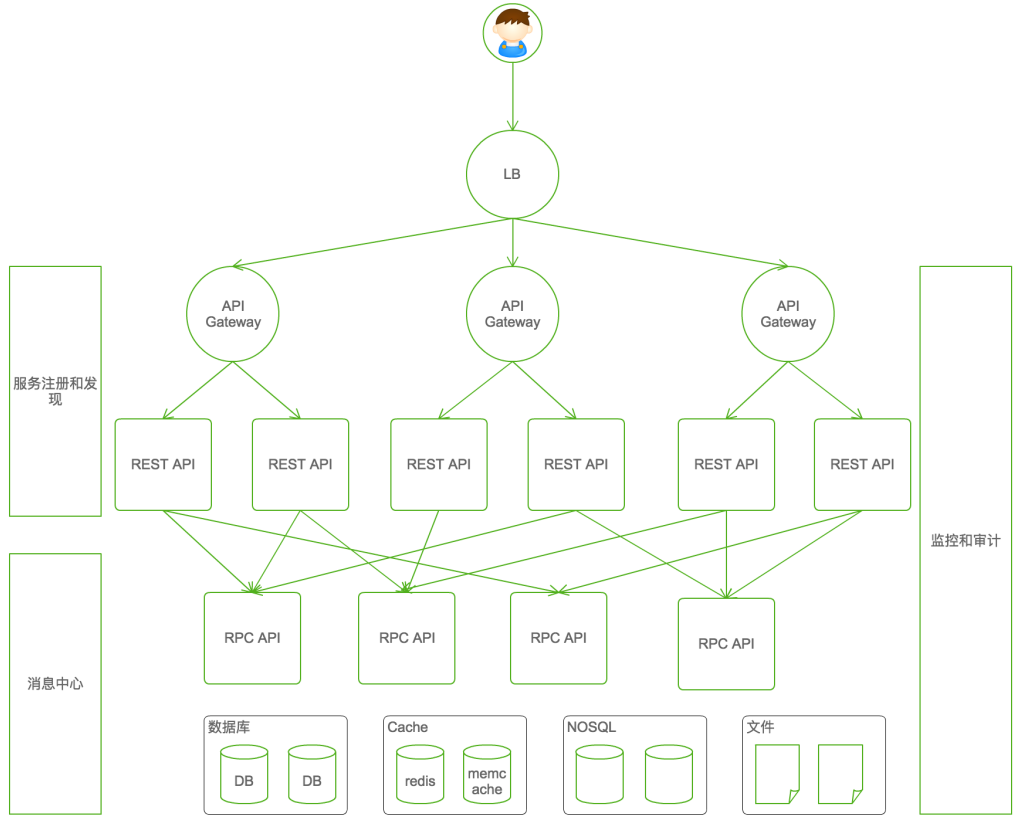 LB
API
Gateway
API
Gateway
API
Gateway
服务注册和发
现
REST API
REST API
REST API
REST API
REST API
REST API
监控和审计
RPC API
RPC API
RPC API
RPC API
消息中心
数据库
DB
DB
Cache
redis
memc
ache
NOSQL
文件